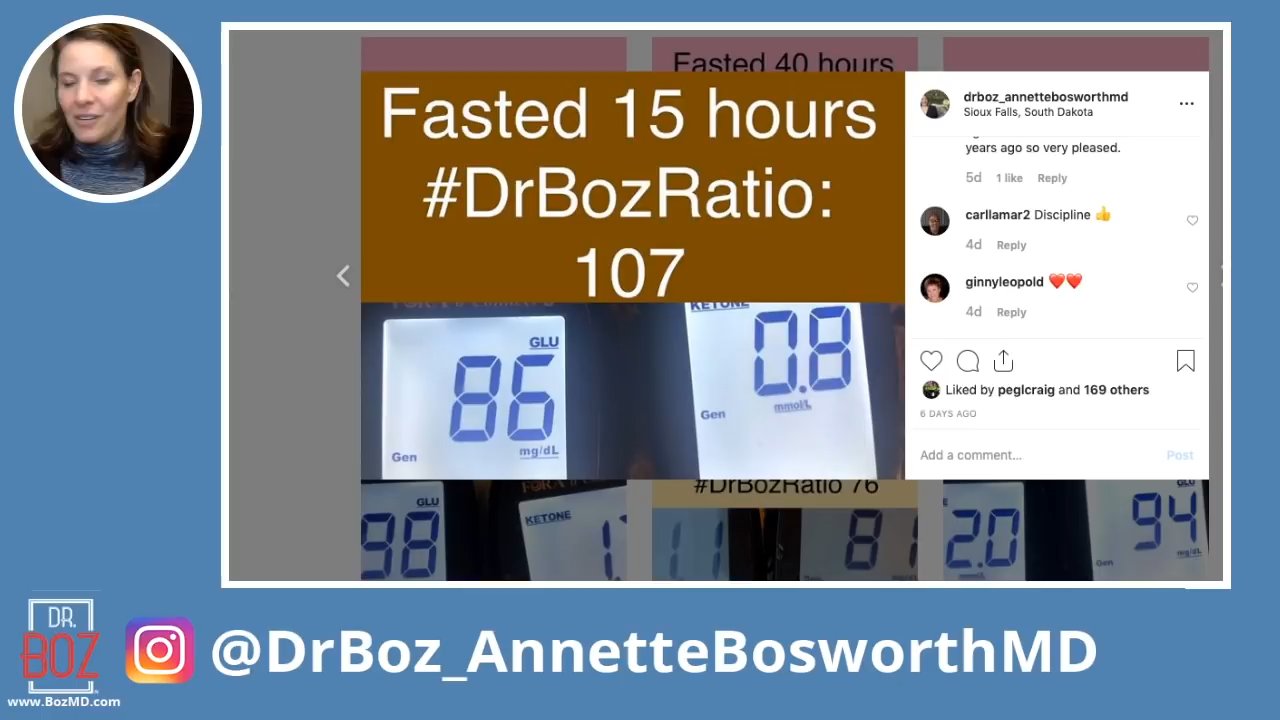 Fasted 40 hours
Fasted 15 hours
#DrBozRatio:
107
GLU
86
Gen
mg/dL
KETONE
0.8
Gen
mmol/L
drboz_annettebosworthmd
Sioux Falls, South Dakota
years ago so very pleased.
5d 1 like Reply
carllamar2 Discipline 👍
4d Reply
ginnyleopold ❤️❤️
4d Reply
Liked by peglcraig and 169 others
6 DAYS AGO
Add a comment... Post
#DrBozRatio 76
GLU
98
KETONE
2.0
GLU
94
mg/dL
Gen
DR.
BOZ
www.BozMD.com
@DrBoz_AnnetteBosworthMD